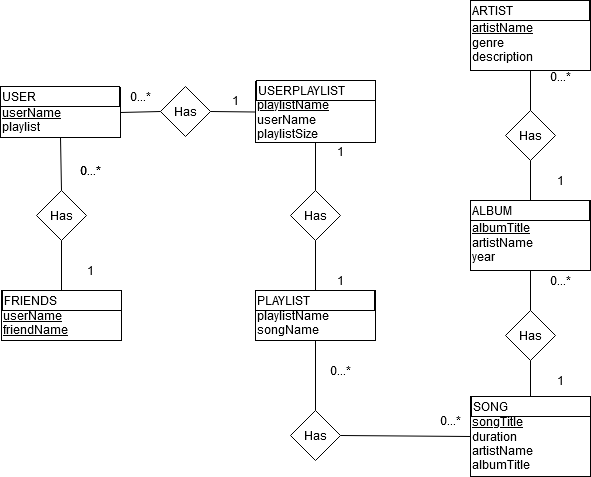 USER
userName
playlist
0...*
Has
1
USERPLAYLIST
playlistName
userName
playlistSize
ARTIST
artistName
genre
description
0...*
Has
1
0...*
Has
1
1
Has
1
ALBUM
albumTitle
artistName
year
0...*
Has
1
FRIENDS
userName
friendName
PLAYLIST
playlistName
songName
0...*
Has
0...*
SONG
songTitle
duration
artistName
albumTitle